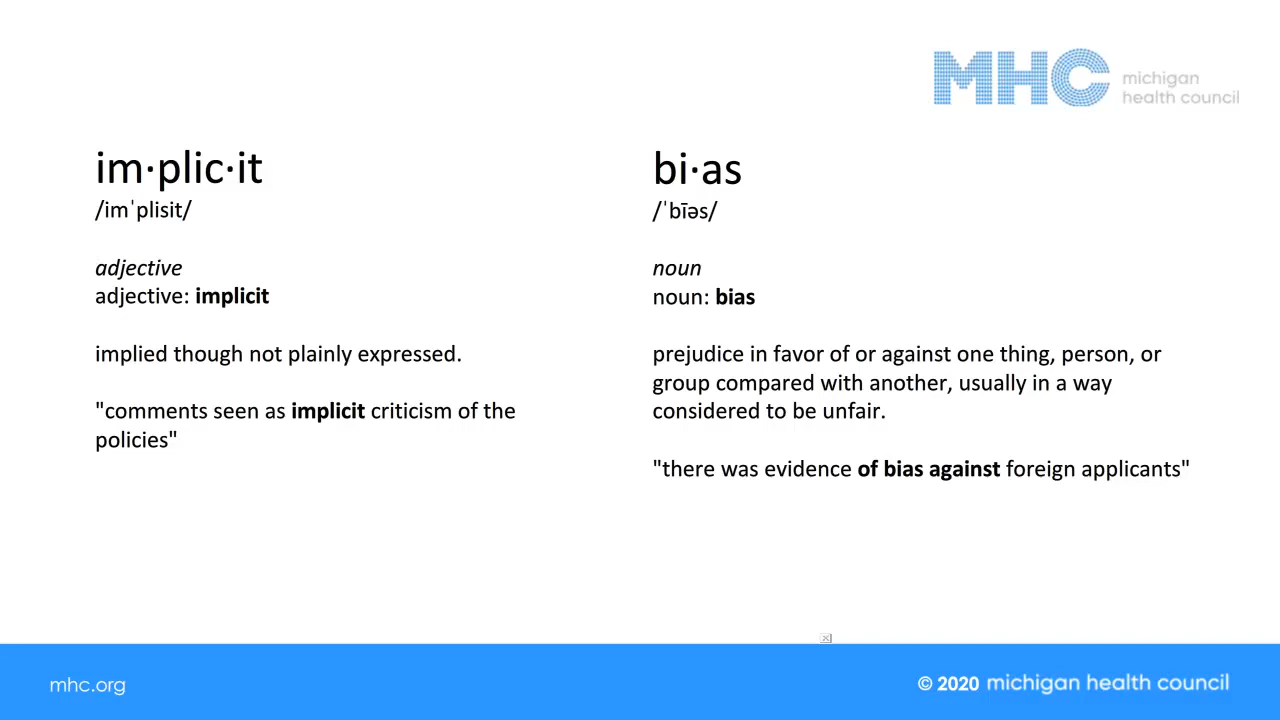 MHC michigan
health council
im·plic·it
/imˈplisit/
adjective
adjective: implicit
implied though not plainly expressed.
"comments seen as implicit criticism of the
policies"
bi·as
/ˈbīəs/
noun
noun: bias
prejudice in favor of or against one thing, person, or
group compared with another, usually in a way
considered to be unfair.
"there was evidence of bias against foreign applicants"
mhc.org
© 2020 michigan health council